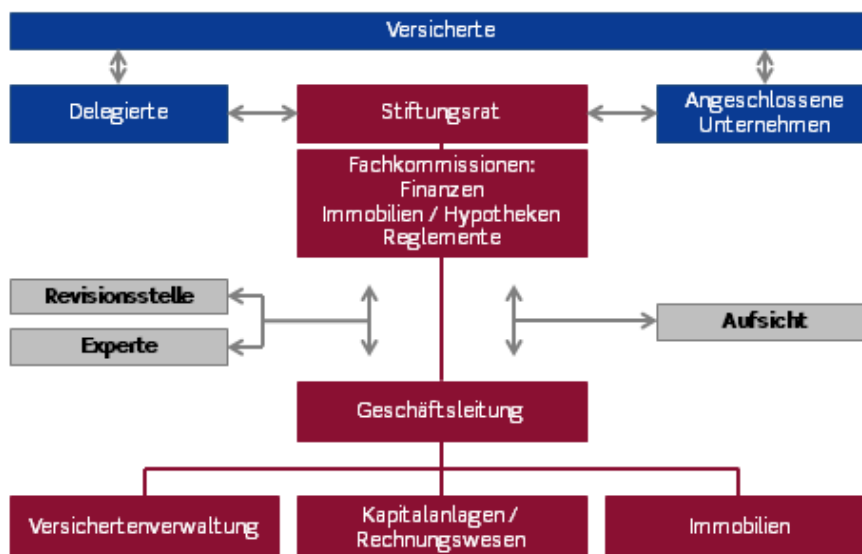 Versicherte
Delegierte
Stiftungsrat
Angeschlossene
Unternehmen
Fachkommissionen:
Finanzen
Immobilien / Hypotheken
Reglemente
Revisionsstelle
Experte
Aufsicht
Geschäftsleitung
Versichertenverwaltung
Kapitalanlagen /
Rechnungswesen
Immobilien